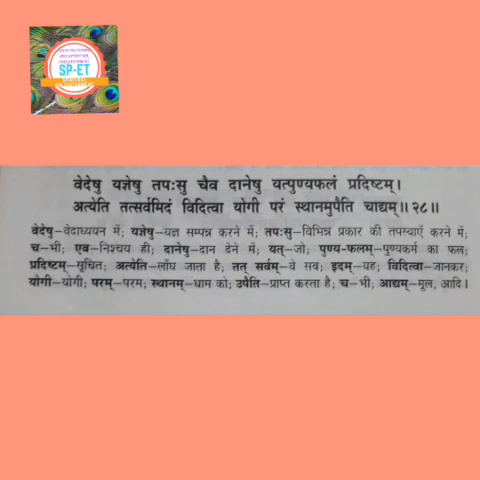 SP-ET
वेदेषु यज्ञेषु तपःसु चैव दानेषु यत्पुण्यफलं प्रदिष्टम्।
अत्येति तत्सर्वमिदं विदित्वा योगी परं स्थानमुपैति चाद्यम्॥२८॥
वेदेषु–वेदाध्ययन में; यज्ञेषु–यज्ञ सम्पन्न करने में; तपःसु–विभिन्न प्रकार की तपस्याएँ करने में;
च–भी; एव–निश्चय ही; दानेषु–दान देने में; यत्–जो; पुण्य-फलम्–पुण्यकर्म का फल;
प्रदिष्टम्–सूचित; अत्येति–लाँघ जाता है; तत् सर्वम्–वे सब; इदम्–यह; विदित्वा–जानकर;
योगी–योगी; परम्–परम; स्थानम्–धाम को; उपैति–प्राप्त करता है; च–भी; आद्यम्–मूल, आदि।